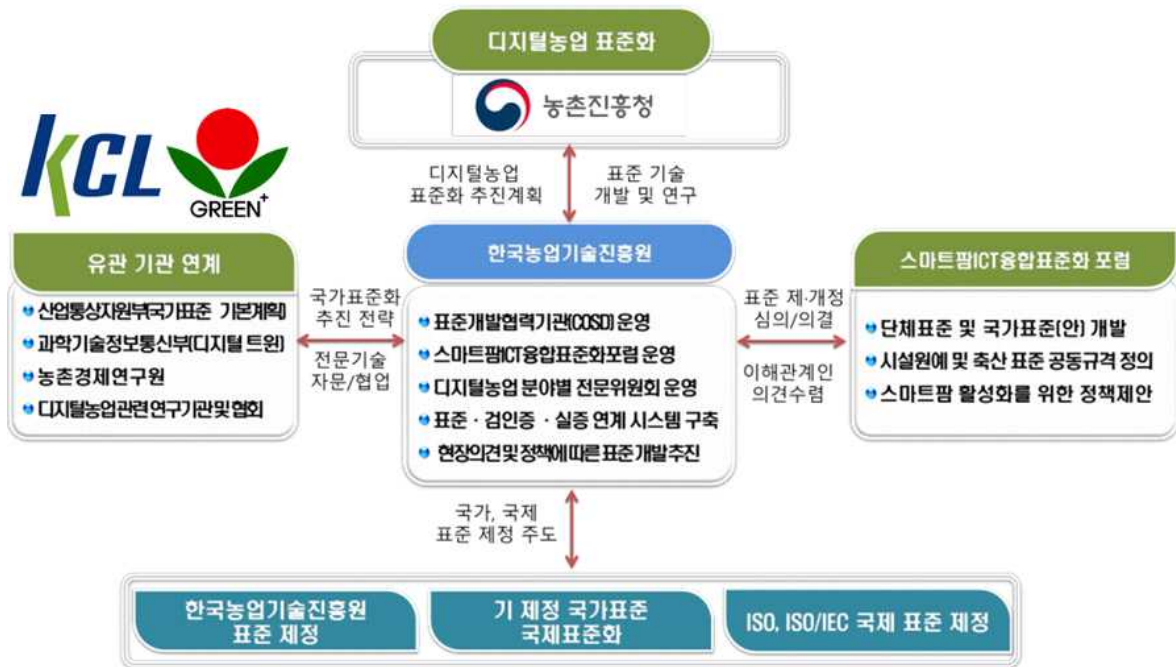 디지털농업 표준화
농촌진흥청
디지털농업
표준화 추진계획
표준 기술
개발 및 연구
KCL
GREEN+
유관 기관 연계
산업통상자원부(국가표준 기본계획)
과학기술정보통신부(디지털 트윈)
농촌경제연구원
디지털농업관련 연구기관 및 협회
국가표준화
추진 전략
전문기술
자문/협업
한국농업기술진흥원
표준개발협력기관(COSD) 운영
스마트팜ICT융합표준화포럼 운영
디지털농업 분야별 전문위원회 운영
표준 · 검인증 · 실증 연계 시스템 구축
현장의견 및 정책에 따른 표준 개발 추진
표준 제·개정
심의/의결
이해관계인
의견수렴
스마트팜ICT융합표준화 포럼
단체표준 및 국가표준(안) 개발
시설원예 및 축산 표준 공동규격 정의
스마트팜 활성화를 위한 정책제안
국가, 국제
표준 제정 주도
한국농업기술진흥원
표준 제정
기 제정 국가표준
국제표준화
ISO, ISO/IEC 국제 표준 제정